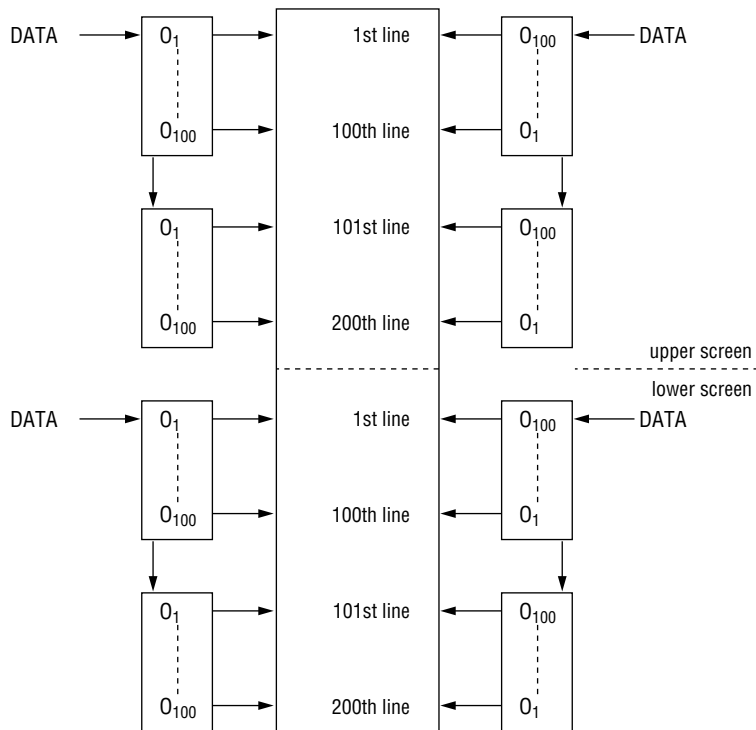 DATA O₁ 1st line O₁₀₀ DATA
O₁₀₀ 100th line O₁
O₁ 101st line O₁₀₀
O₁₀₀ 200th line O₁
upper screen
lower screen
DATA O₁ 1st line O₁₀₀ DATA
O₁₀₀ 100th line O₁
O₁ 101st line O₁₀₀
O₁₀₀ 200th line O₁